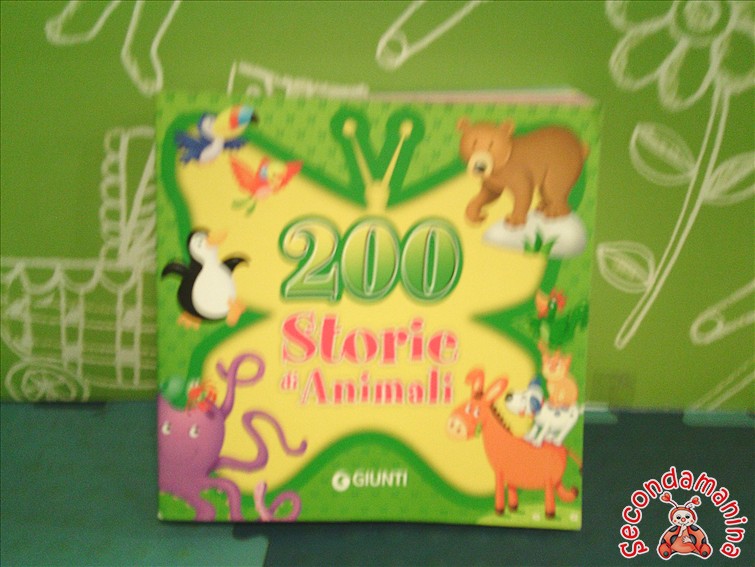 200
Storie
di Animali
GIUNTI
Secondamanina